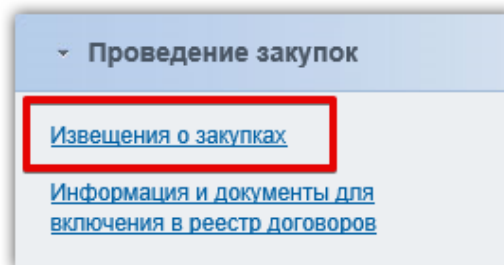 Проведение закупок
Извещения о закупках
Информация и документы для
включения в реестр договоров